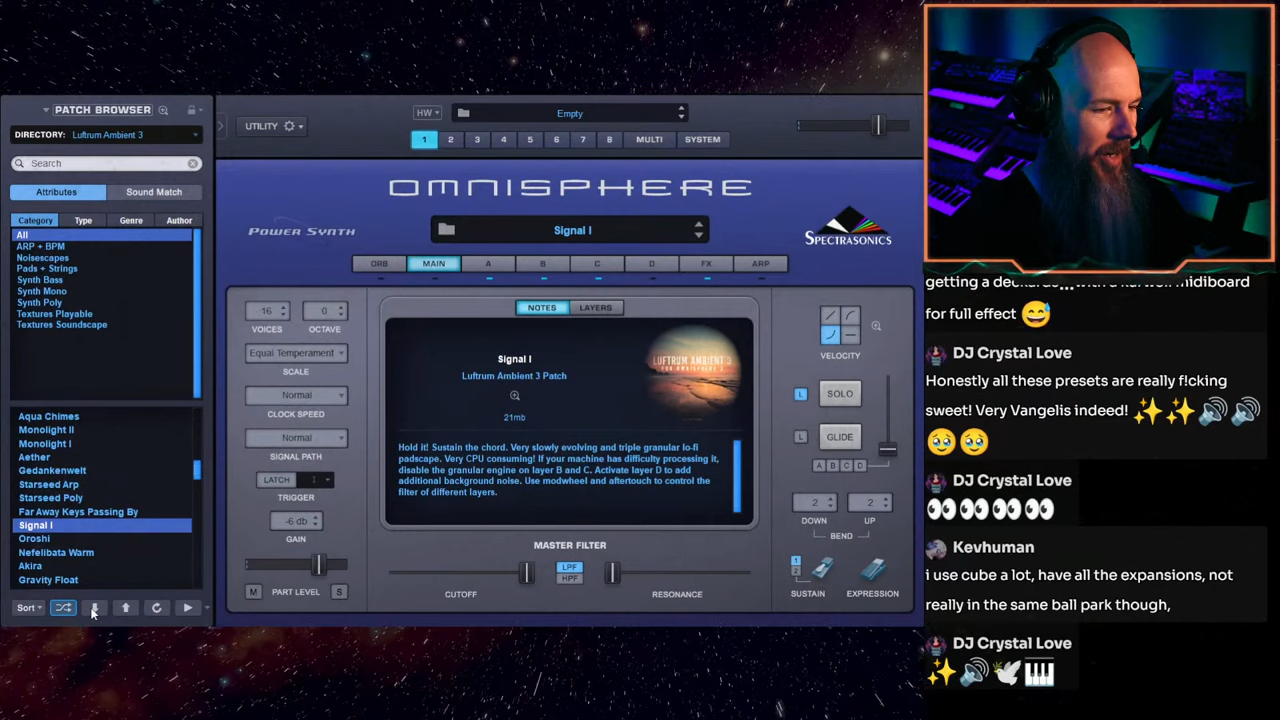 PATCH BROWSER
DIRECTORY: Luftrum Ambient 3
Search
Attributes
Sound Match
Category
Type
Genre
Author
All
ARP + BPM
Noisescapes
Pads + Strings
Synth Bass
Synth Mono
Synth Poly
Textures Playable
Textures Soundscape
Aqua Chimes
Monolight II
Monolight I
Aether
Gedankenwelt
Starseed Arp
Starseed Poly
Far Away Keys Passing By
Signal I
Oroshi
Nefelibata Warm
Akira
Gravity Float
Sort
UTILITY
HW
Empty
1 2 3 4 5 6 7 8 MULTI SYSTEM
OMNISPHERE
POWER SYNTH
Signal I
SPECTRASONICS
ORB MAIN A B C D FX ARP
16
0
VOICES
OCTAVE
Equal Temperament
SCALE
Normal
CLOCK SPEED
Normal
SIGNAL PATH
LATCH
TRIGGER
-6 db
GAIN
M PART LEVEL S
NOTES
LAYERS
Signal I
Luftrum Ambient 3 Patch
21mb
LUFTRUM AMBIENT 3
FOR OMNISPHERE 2
Hold it! Sustain the chord. Very slowly evolving and triple granular lo-fi
padscape. Very CPU consuming! If your machine has difficulty processing it,
disable the granular engine on layer B and C. Activate layer D to add
additional background noise. Use modwheel and aftertouch to control the
filter of different layers.
MASTER FILTER
LPF
HPF
CUTOFF
RESONANCE
VELOCITY
L SOLO
L GLIDE
A B C D
2
2
DOWN
UP
BEND
1
2
SUSTAIN
EXPRESSION
for full effect 😅
DJ Crystal Love
Honestly all these presets are really f!cking
sweet! Very Vangelis indeed! ✨✨🔊🔊
🥹🥹
DJ Crystal Love
👀👀👀👀
Kevhuman
i use cube a lot, have all the expansions, not
really in the same ball park though,
DJ Crystal Love
✨🔊🕊️🎹